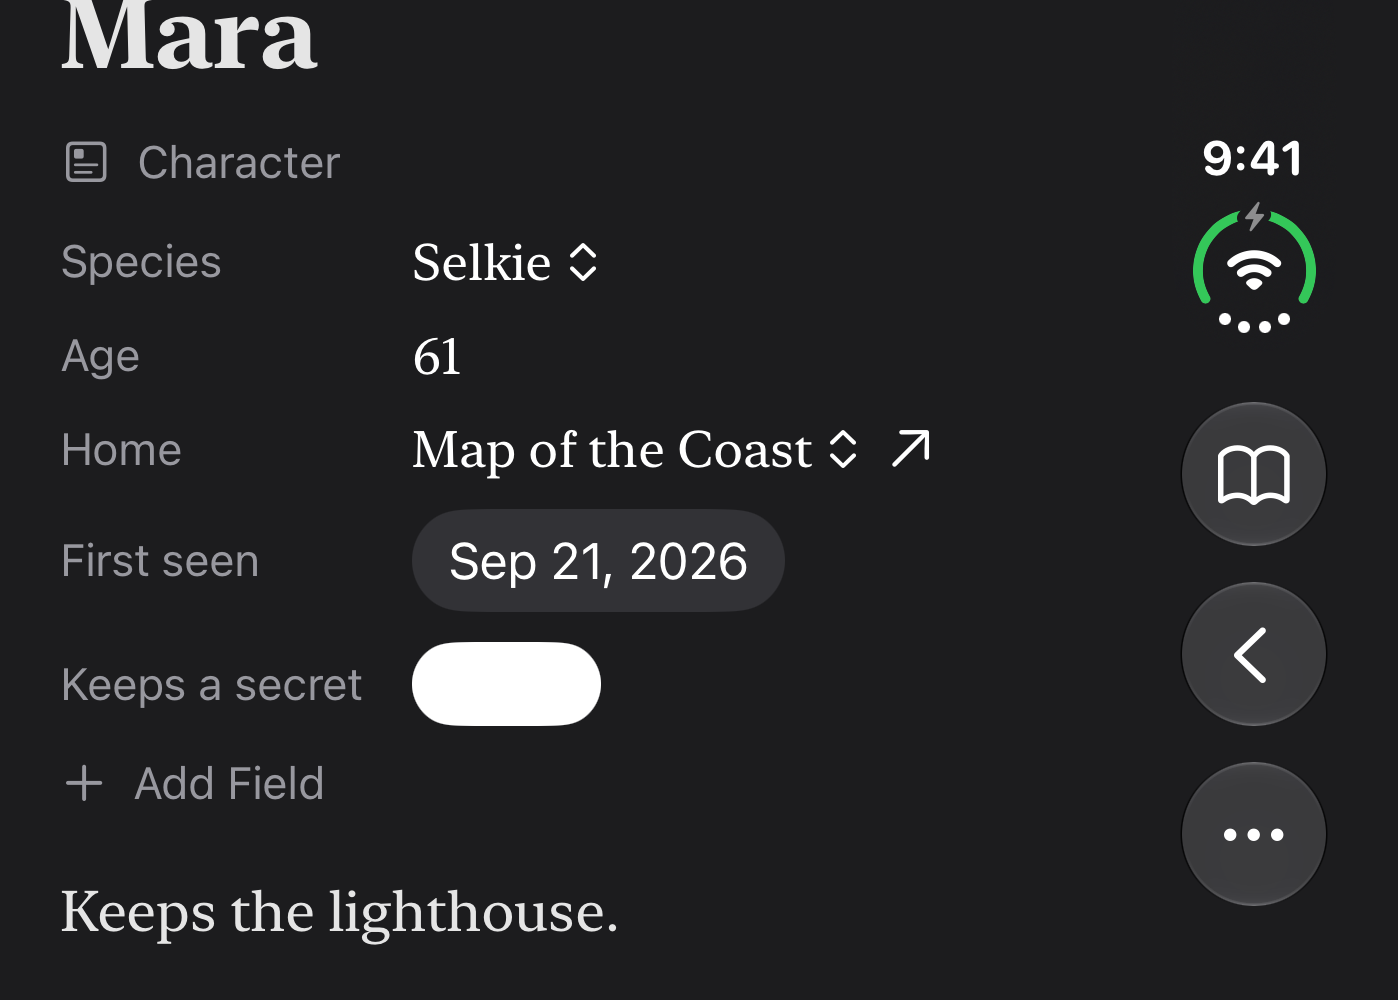 Mara
Character
9:41
Species Selkie
Age 61
Home Map of the Coast
First seen Sep 21, 2026
Keeps a secret
Add Field
Keeps the lighthouse.